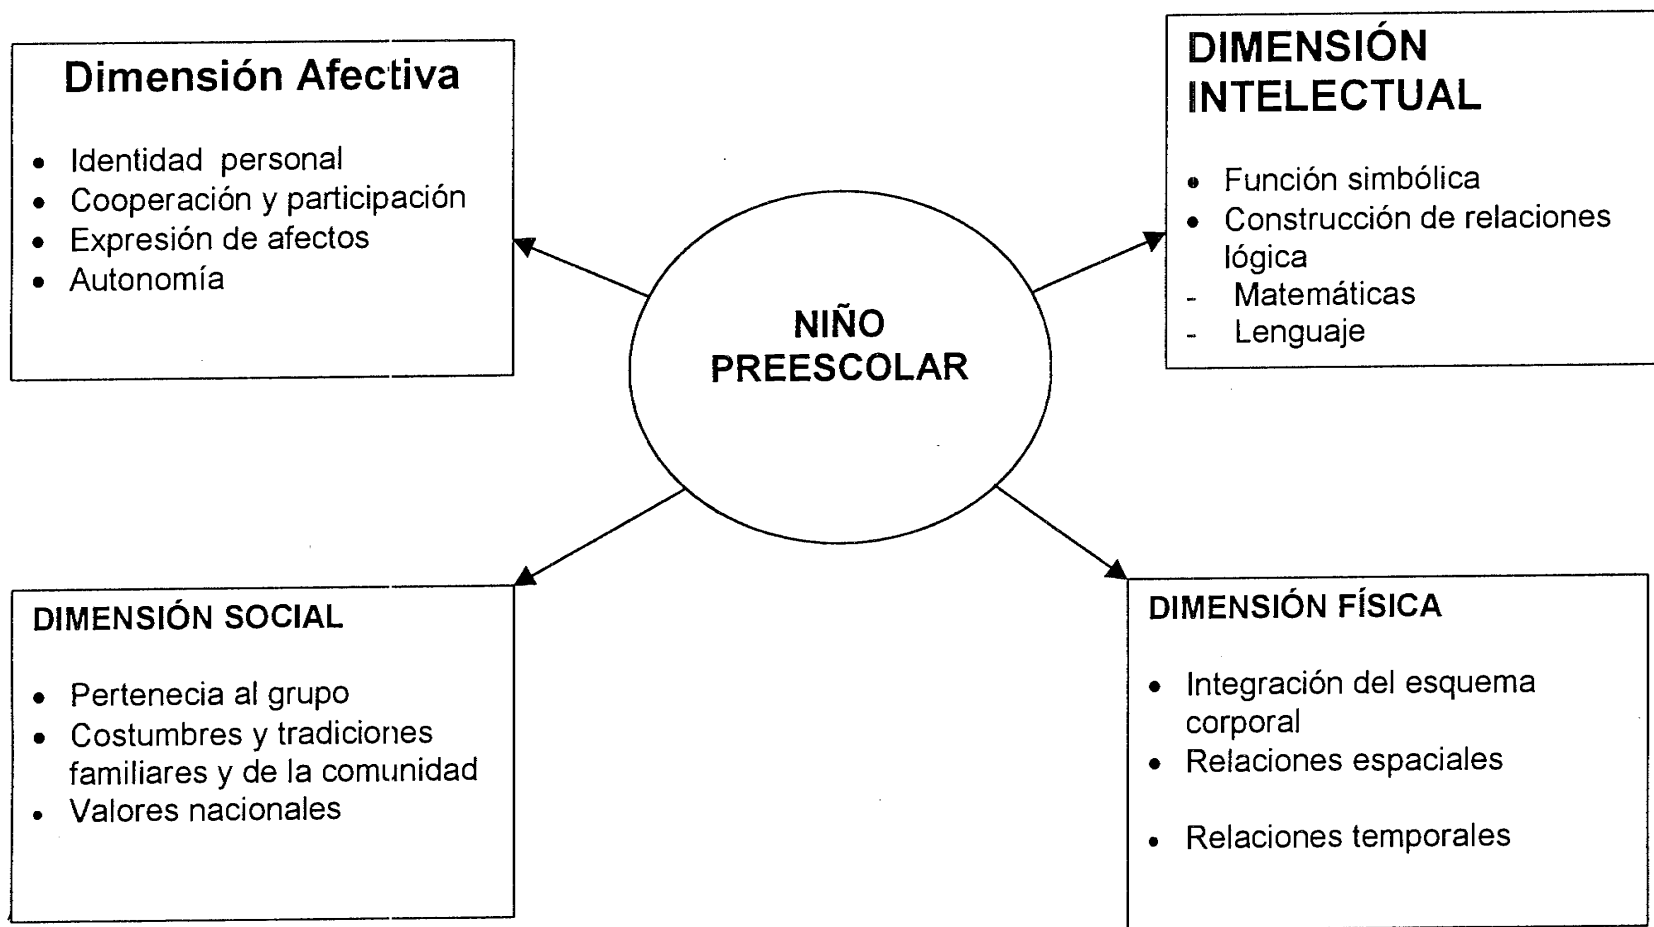 Dimensión Afectiva
• Identidad personal
• Cooperación y participación
• Expresión de afectos
• Autonomía
DIMENSIÓN
INTELECTUAL
• Función simbólica
• Construcción de relaciones
lógica
- Matemáticas
- Lenguaje
NIÑO
PREESCOLAR
DIMENSIÓN SOCIAL
• Pertenecia al grupo
• Costumbres y tradiciones
familiares y de la comunidad
• Valores nacionales
DIMENSIÓN FÍSICA
• Integración del esquema
corporal
• Relaciones espaciales
• Relaciones temporales